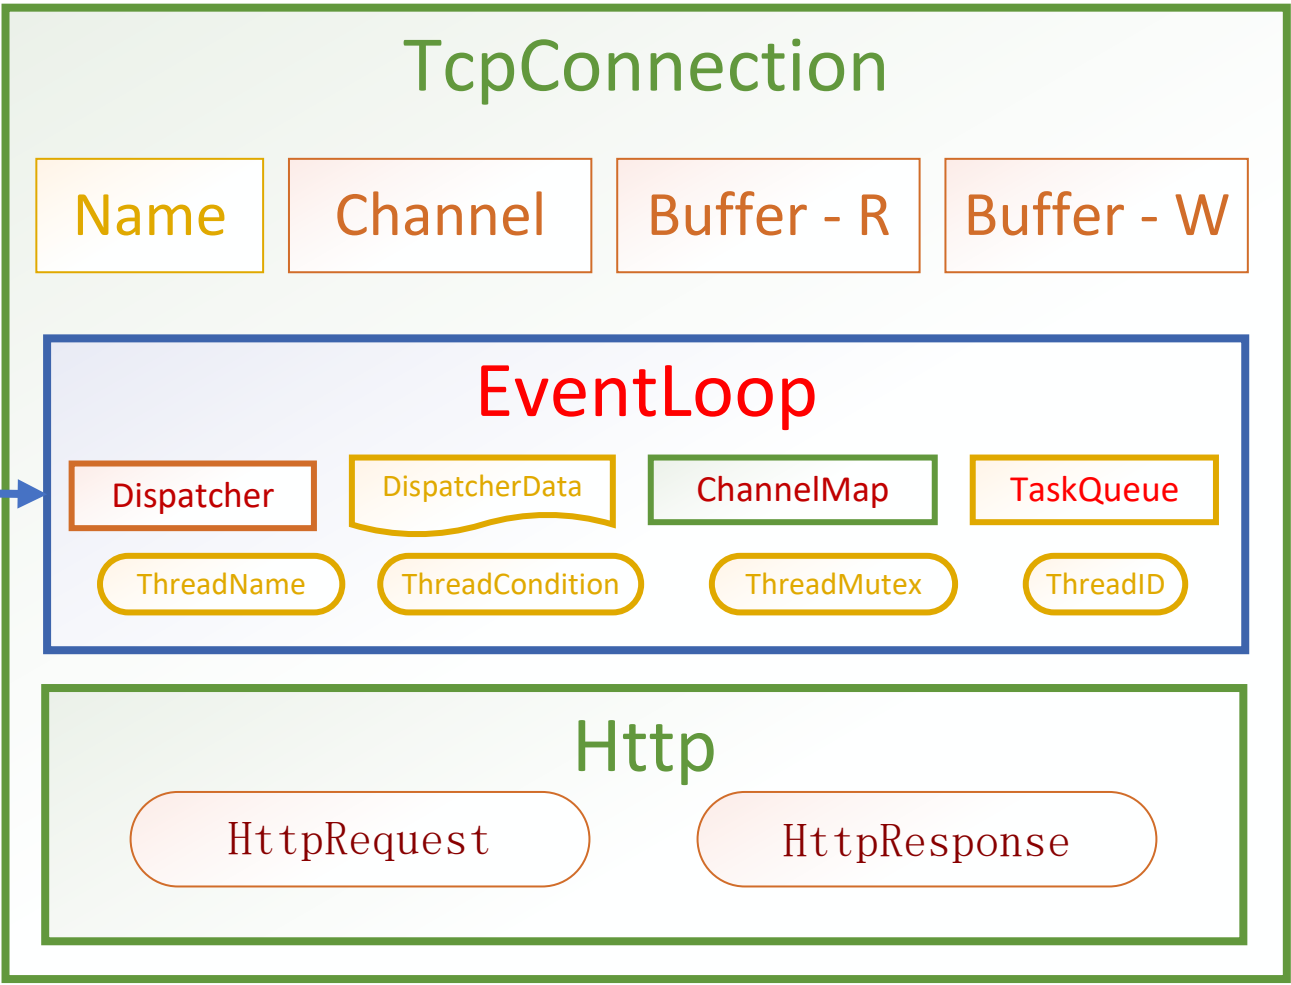 TcpConnection
Name
Channel
Buffer - R
Buffer - W
EventLoop
Dispatcher
DispatcherData
ChannelMap
TaskQueue
ThreadName
ThreadCondition
ThreadMutex
ThreadID
Http
HttpRequest
HttpResponse